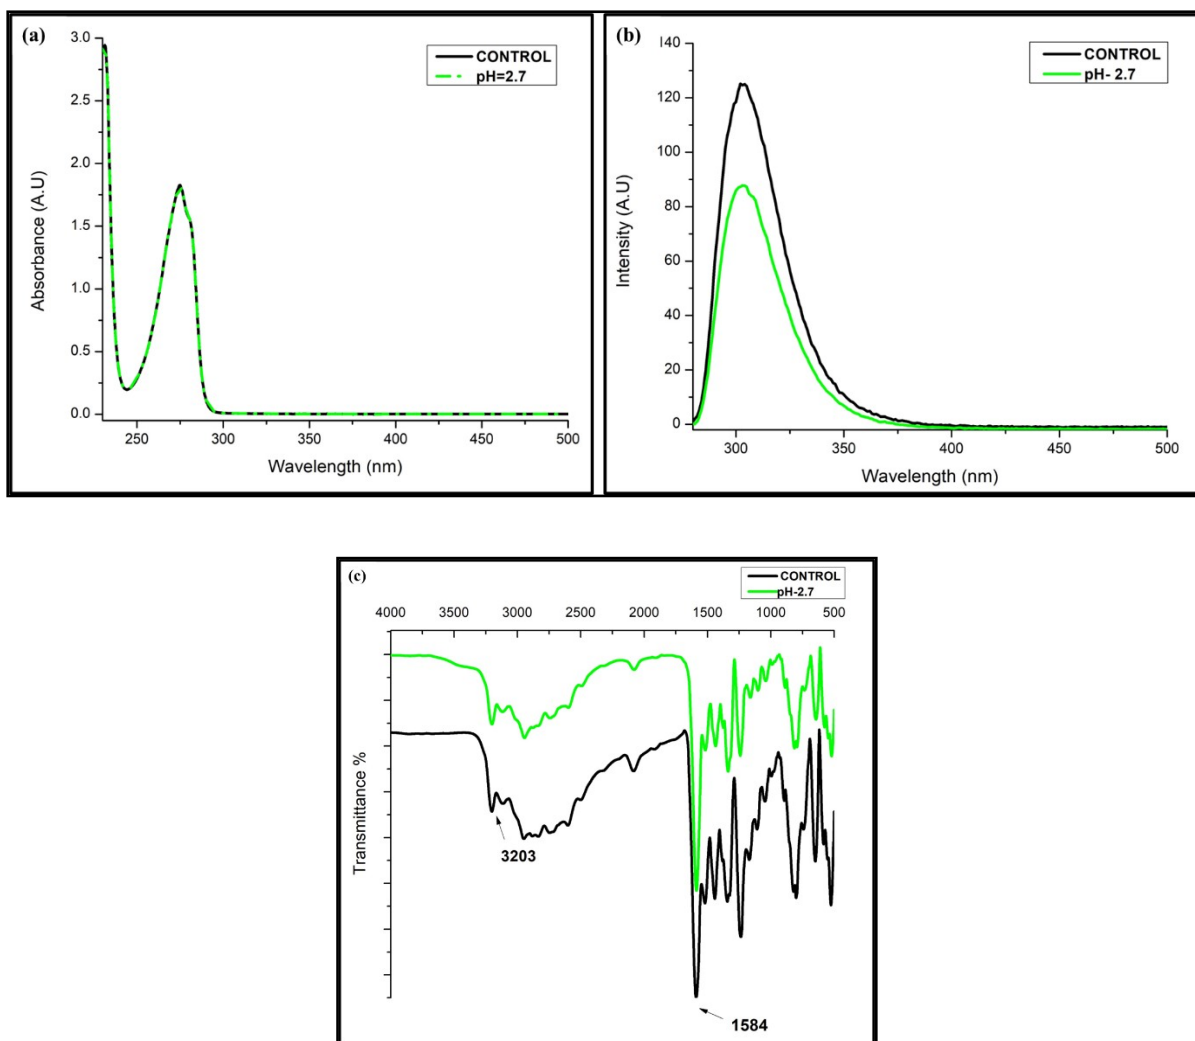 (a)
3.0
2.5
2.0
1.5
1.0
0.5
0.0
Absorbance (A.U)
CONTROL
pH=2.7
250 300 350 400 450 500
Wavelength (nm)
(b)
140
120
100
80
60
40
20
0
Intensity (A.U)
CONTROL
pH- 2.7
300 350 400 450 500
Wavelength (nm)
(c)
CONTROL
pH-2.7
4000 3500 3000 2500 2000 1500 1000 500
Transmittance %
3203
1584